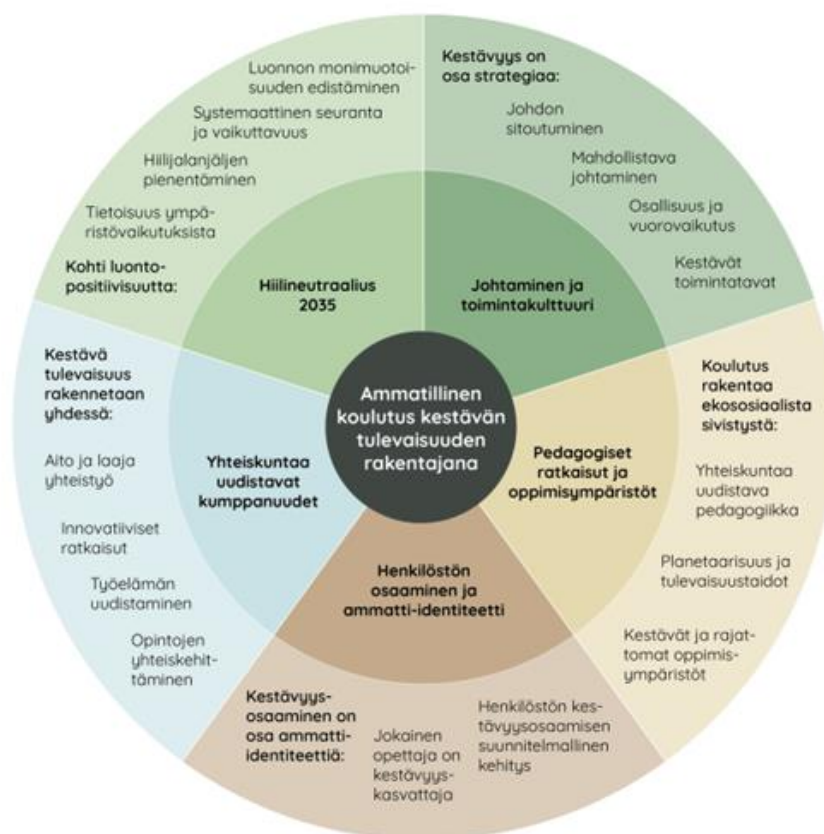 Ammatillinen
koulutus kestävän
tulevaisuuden
rakentajana
Johtaminen ja
toimintakulttuuri
Kestävyys on
osa strategiaa:
Johdon
sitoutuminen
Mahdollistava
johtaminen
Osallisuus ja
vuorovaikutus
Kestävät
toimintatavat
Pedagogiset
ratkaisut ja
oppimisympäristöt
Koulutus
rakentaa
ekososiaalista
sivistystä:
Yhteiskuntaa
uudistava
pedagogiikka
Planetaarisuus ja
tulevaisuustaidot
Kestävät ja rajat-
tomat oppimis-
ympäristöt
Henkilöstön
osaaminen ja
ammatti-identiteetti
Kestävyys-
osaaminen on
osa ammatti-
identiteettiä:
Jokainen
opettaja on
kestävyys-
kasvattaja
Henkilöstön kes-
tävyysosaamisen
suunnitelmallinen
kehitys
Yhteiskuntaa
uudistavat
kumppanuudet
Kestävä
tulevaisuus
rakennetaan
yhdessä:
Aito ja laaja
yhteistyö
Innovatiiviset
ratkaisut
Työelämän
uudistaminen
Opintojen
yhteiskehit-
täminen
Hiilineutraalius
2035
Kohti luonto-
positiivisuutta:
Tietoisuus ympä-
ristövaikutuksista
Hiilijalanjäljen
pienentäminen
Systemaattinen seuranta
ja vaikuttavuus
Luonnon monimuotoi-
suuden edistäminen